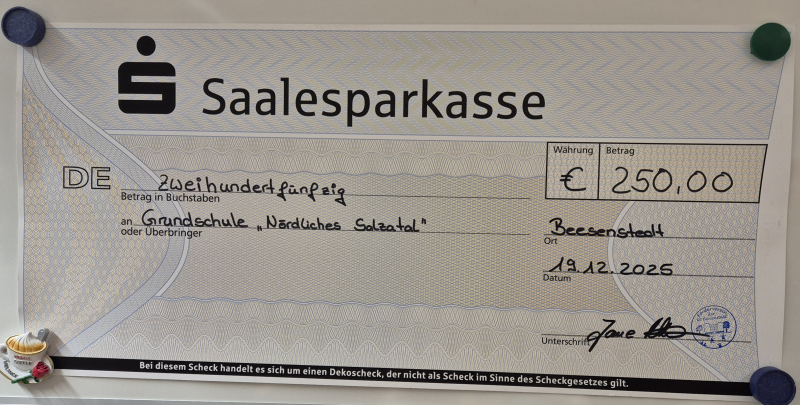 Saalesparkasse
Währung Betrag
€ 250,00
DE Zweihundertfünfzig
Betrag in Buchstaben
an Grundschule „Nördliches Salzatal"
oder Überbringer
Beesenstedt
Ort
19.12.2025
Datum
Unterschrift
Bei diesem Scheck handelt es sich um einen Dekoscheck, der nicht als Scheck im Sinne des Scheckgesetzes gilt.